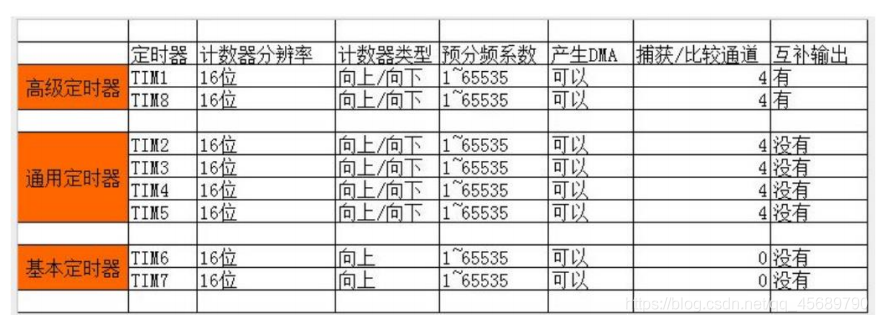 定时器 计数器分辨率 计数器类型 预分频系数 产生DMA 捕获/比较通道 互补输出
高级定时器 TIM1 16位 向上/向下 1~65535 可以 4 有
TIM8 16位 向上/向下 1~65535 可以 4 有
通用定时器 TIM2 16位 向上/向下 1~65535 可以 4 没有
TIM3 16位 向上/向下 1~65535 可以 4 没有
TIM4 16位 向上/向下 1~65535 可以 4 没有
TIM5 16位 向上/向下 1~65535 可以 4 没有
基本定时器 TIM6 16位 向上 1~65535 可以 0 没有
TIM7 16位 向上 1~65535 可以 0 没有
https://blog.csdn.net/qq_45689790